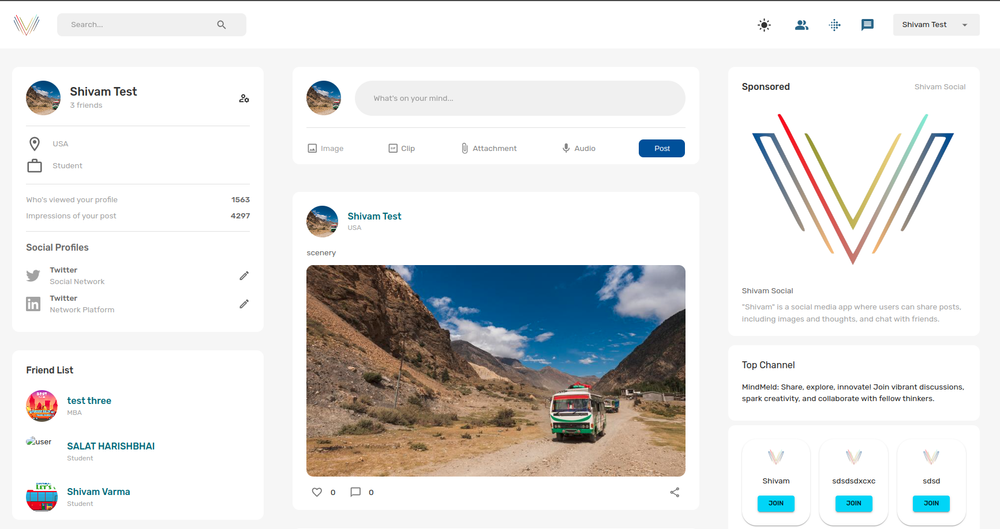 Search...
Shivam Test
Shivam Test
3 friends
USA
Student
Who's viewed your profile 1563
Impressions of your post 4297
Social Profiles
Twitter
Social Network
Twitter
Network Platform
Friend List
test three
MBA
user
SALAT HARISHBHAI
Student
Shivam Varma
Student
What's on your mind...
Image
GIF Clip
Attachment
Audio
Post
Shivam Test
USA
scenery
0 0
Sponsored Shivam Social
Shivam Social
"Shivam" is a social media app where users can share posts,
including images and thoughts, and chat with friends.
Top Channel
MindMeld: Share, explore, innovate! Join vibrant discussions,
spark creativity, and collaborate with fellow thinkers.
Shivam
JOIN
sdsdsdxcxc
JOIN
sdsd
JOIN